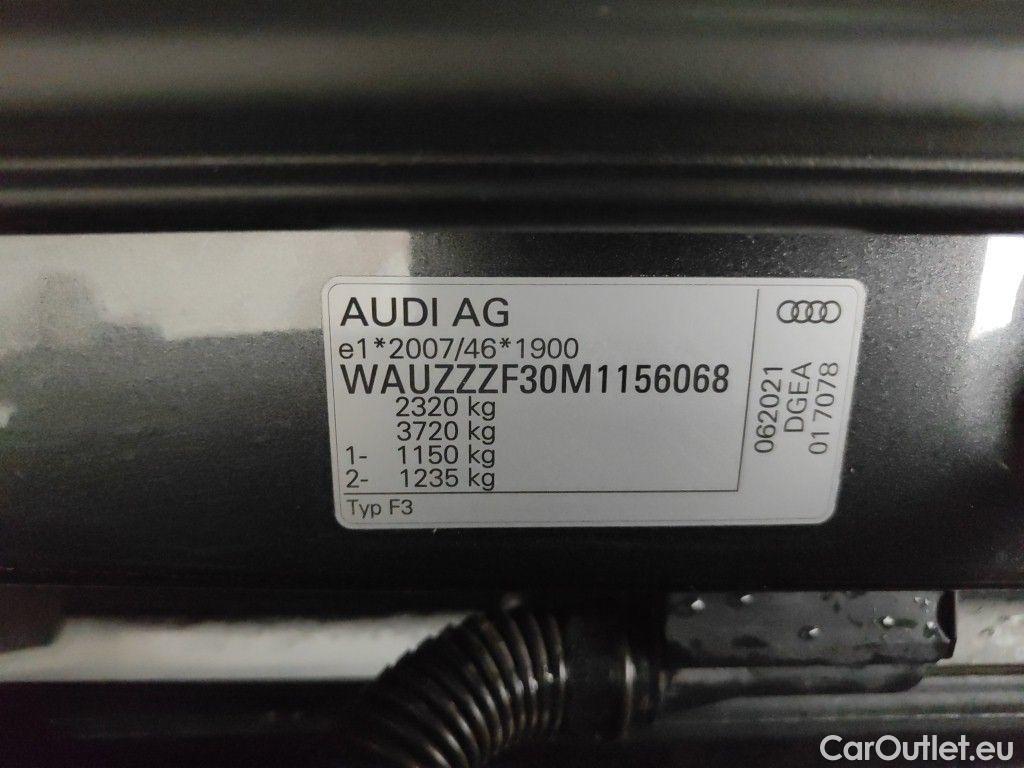 AUDI AG
e1*2007/46*1900
WAUZZZF30M1156068
2320 kg
3720 kg
1- 1150 kg
2- 1235 kg
Typ F3
062021
DGEA
01 7078
CarOutlet.eu